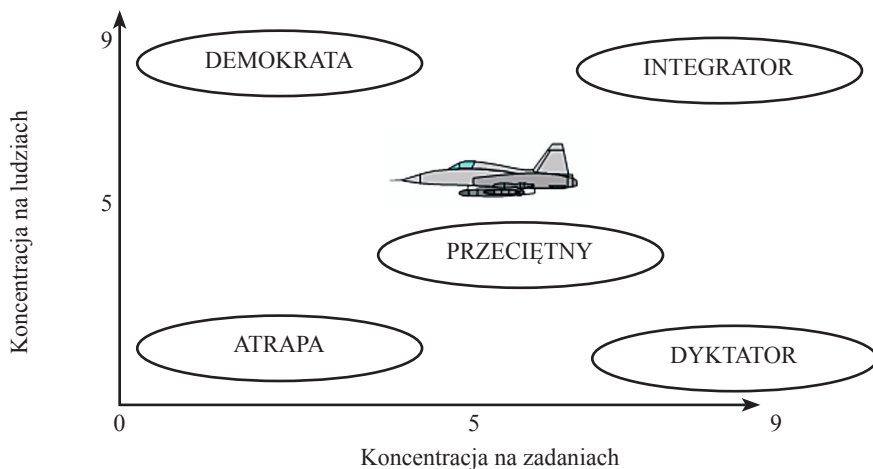 9
DEMOKRATA
INTEGRATOR
Koncentracja na ludziach
5
PRZECIĘTNY
ATRAPA
DYKTATOR
0
5
9
Koncentracja na zadaniach